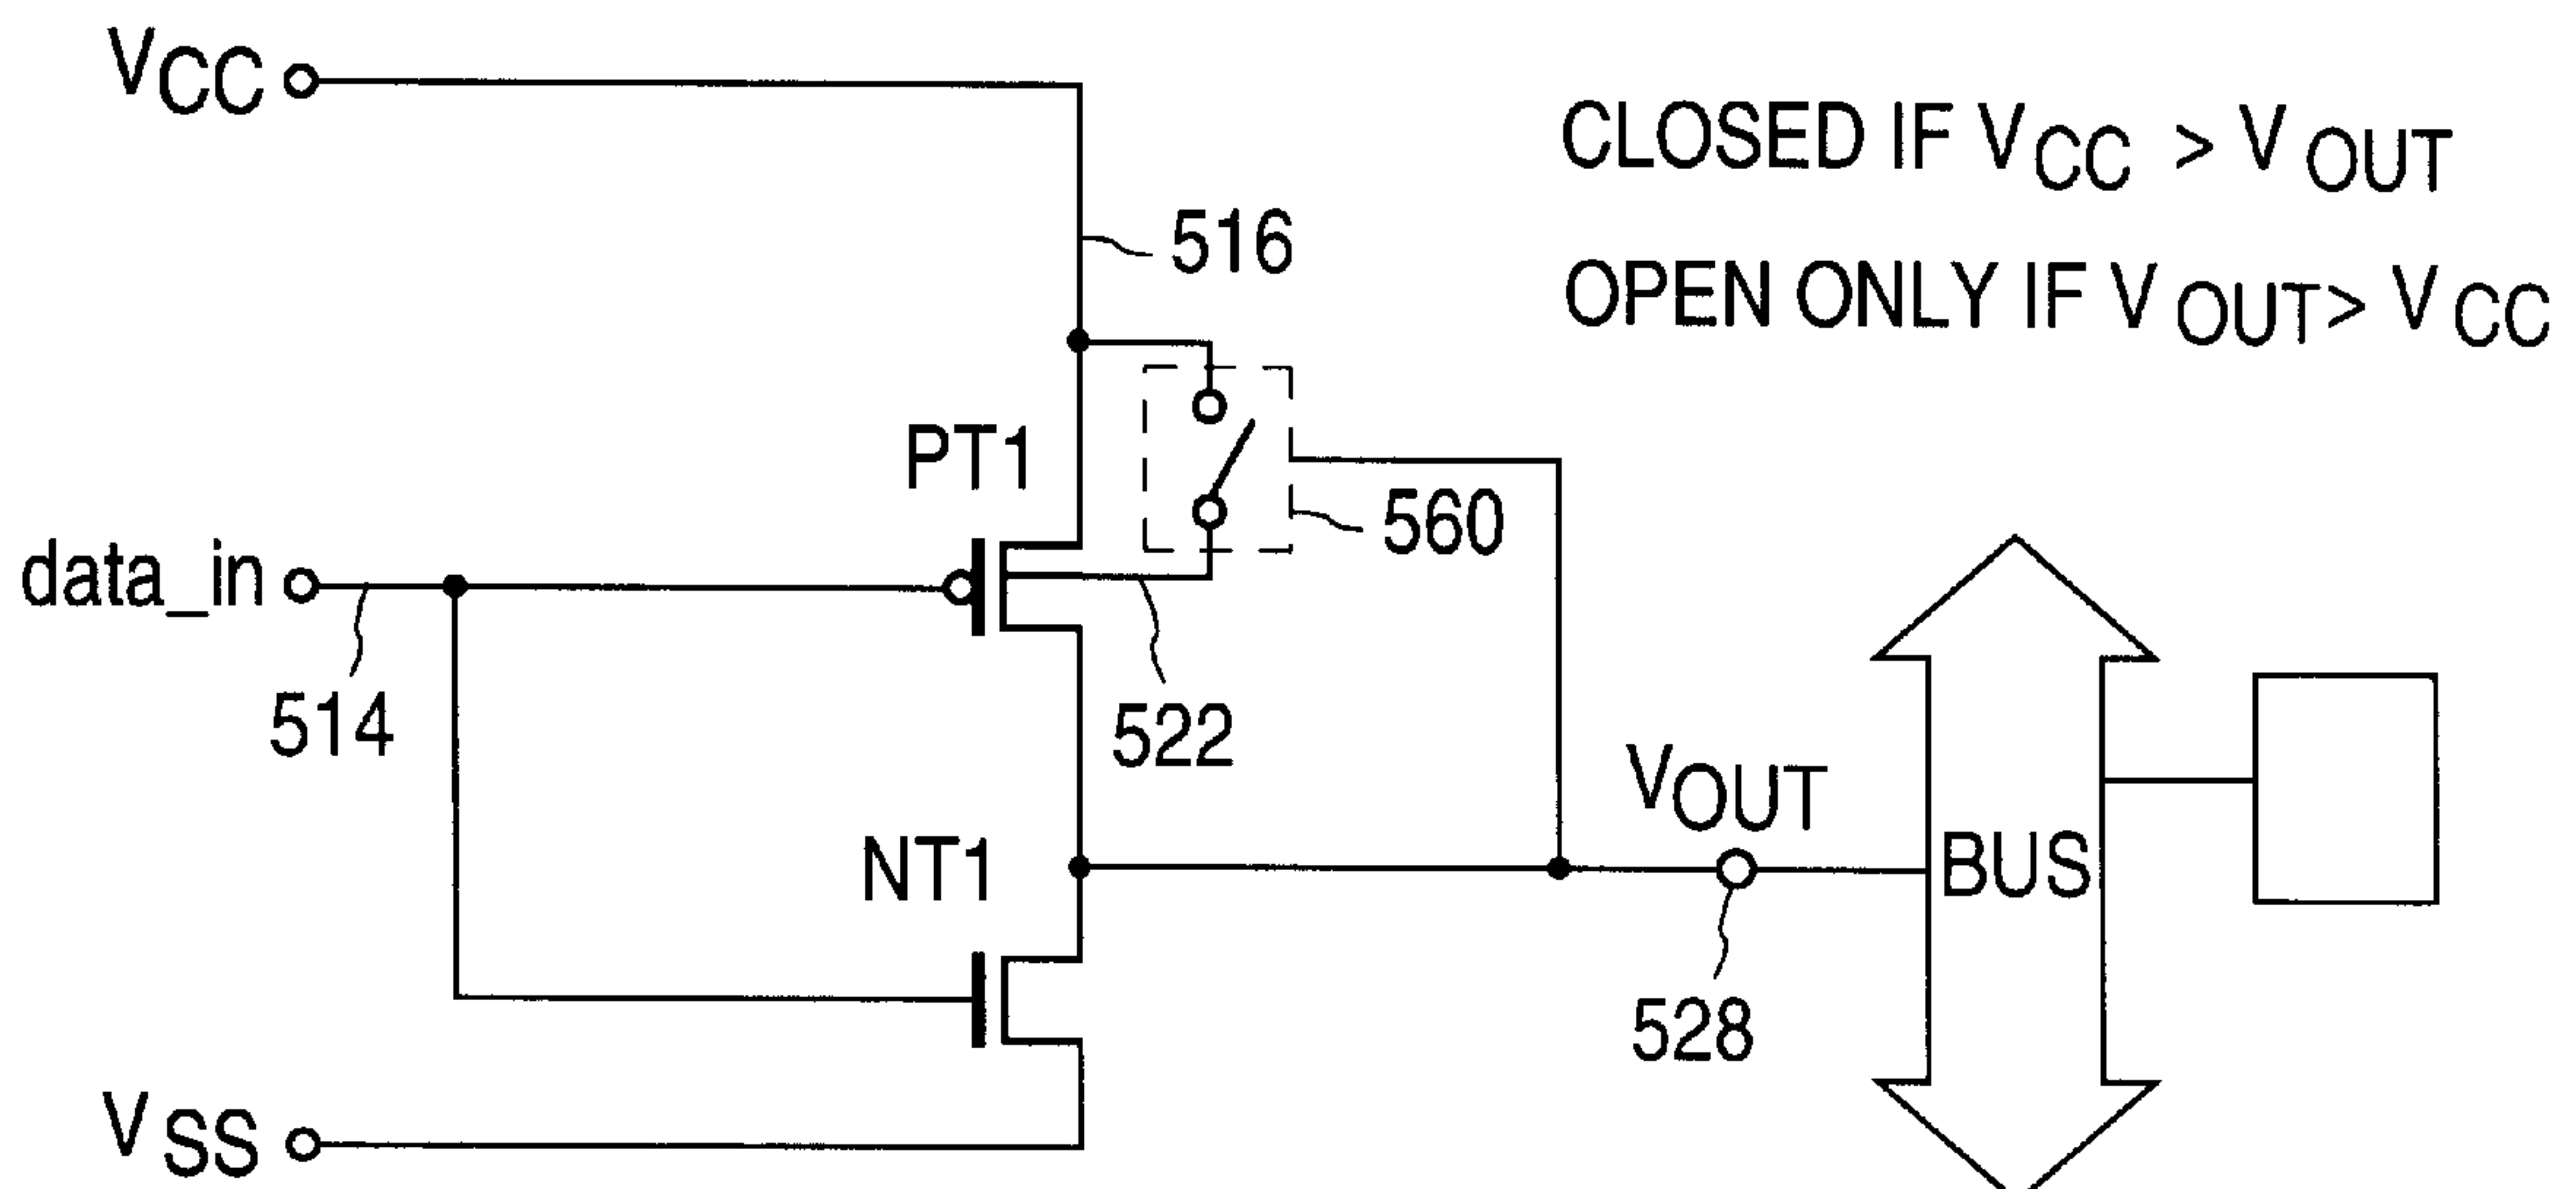 VCC
CLOSED IF VCC > VOUT
516
OPEN ONLY IF VOUT> VCC
PT1
560
data_in
514
522
VOUT
NT1
BUS
528
VSS